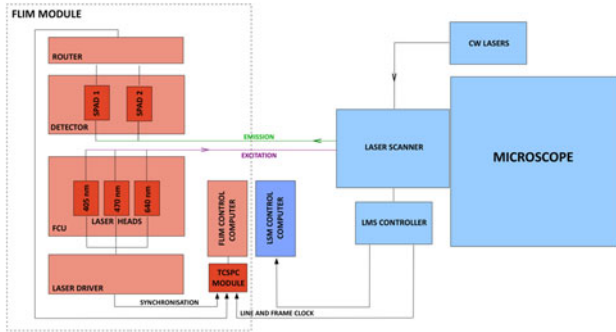 FLIM MODULE
ROUTER
CW LASERS
SPAD 1
SPAD 2
DETECTOR
EMISSION
EXCITATION
LASER SCANNER
MICROSCOPE
405 nm
470 nm
640 nm
LASER HEADS
FCU
FLIM CONTROL
COMPUTER
LSM CONTROL
COMPUTER
LMS CONTROLLER
LASER DRIVER
TCSPC
MODULE
SYNCHRONISATION
LINE AND FRAME CLOCK